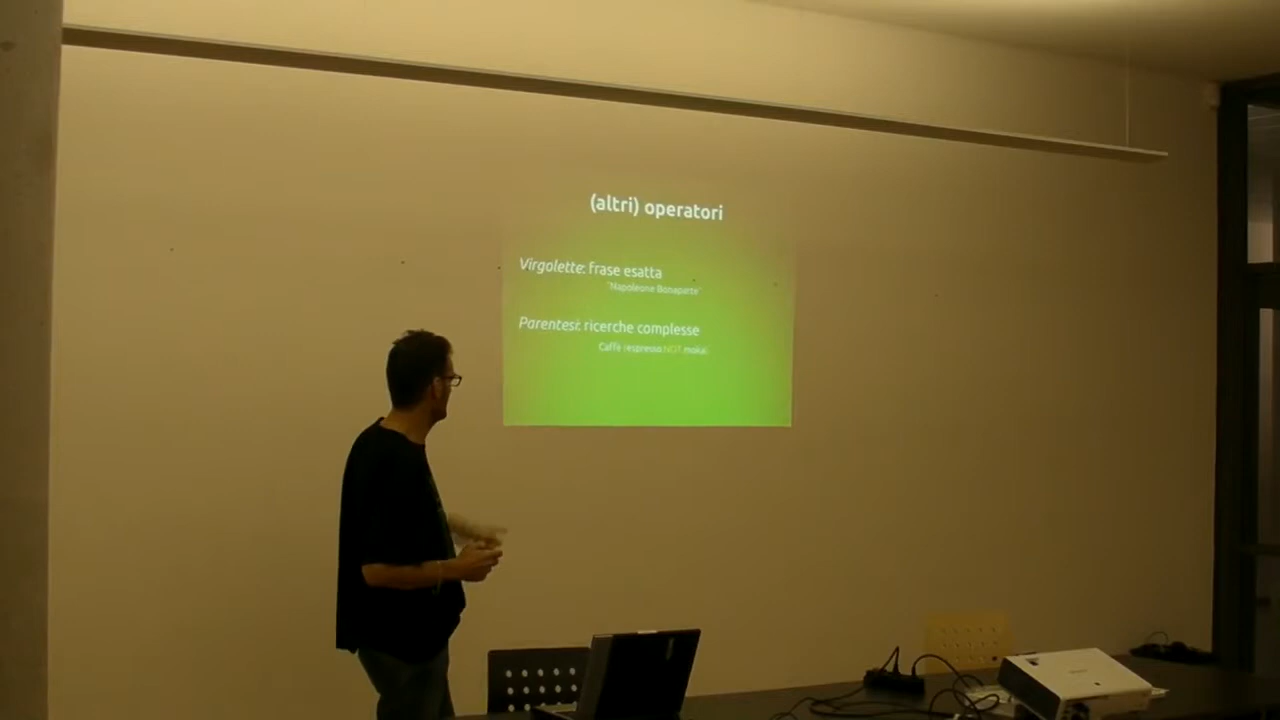 (altri) operatori
Virgolette: frase esatta
"Napoleone Bonaparte"
Parentesi: ricerche complesse
Caffè (espresso NOT moka)